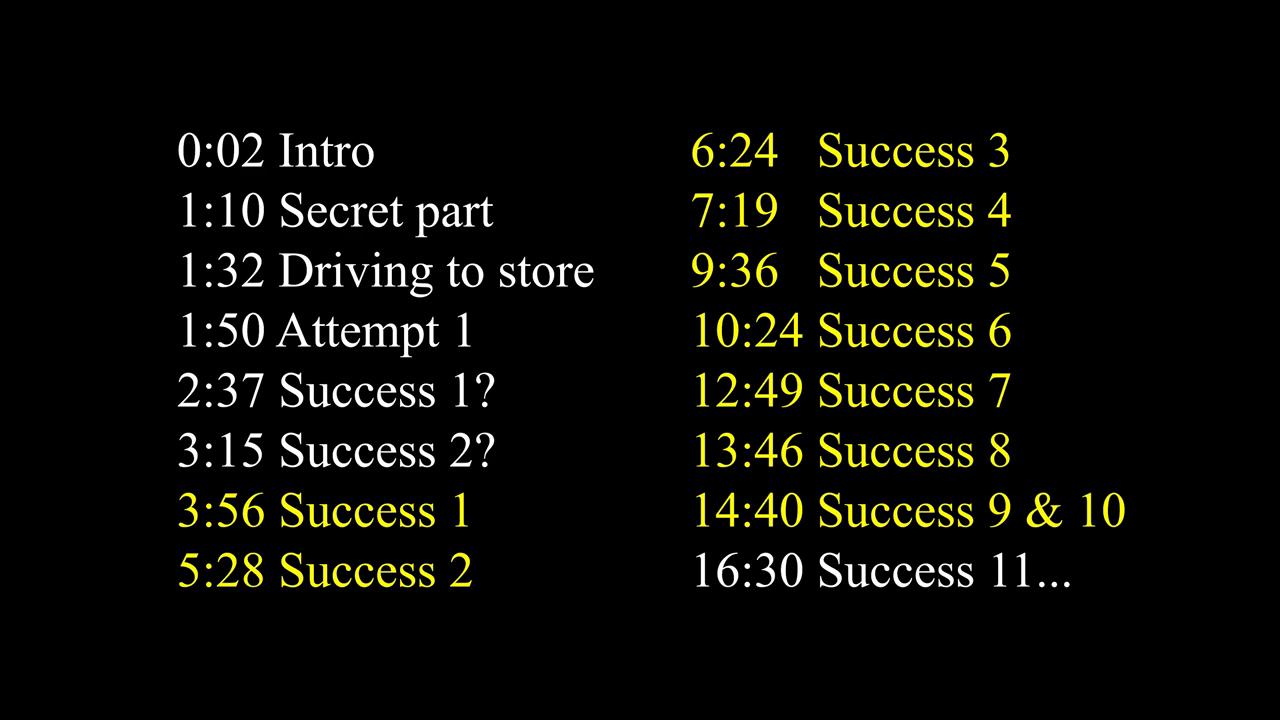 0:02 Intro
1:10 Secret part
1:32 Driving to store
1:50 Attempt 1
2:37 Success 1?
3:15 Success 2?
3:56 Success 1
5:28 Success 2
6:24 Success 3
7:19 Success 4
9:36 Success 5
10:24 Success 6
12:49 Success 7
13:46 Success 8
14:40 Success 9 & 10
16:30 Success 11...